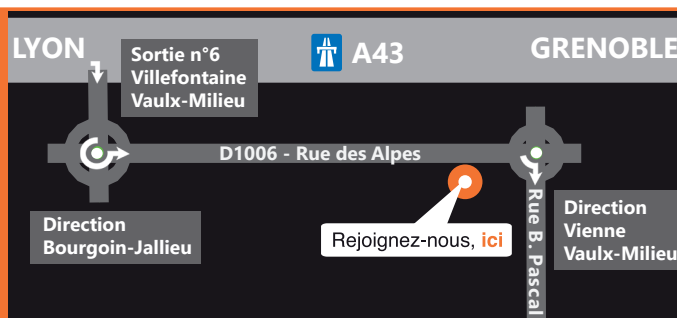 LYON
Sortie n°6
Villefontaine
Vaulx-Milieu
A43
GRENOBLE
D1006 - Rue des Alpes
Direction
Bourgoin-Jallieu
Rejoignez-nous, ici
Rue B. Pascal
Direction
Vienne
Vaulx-Milieu